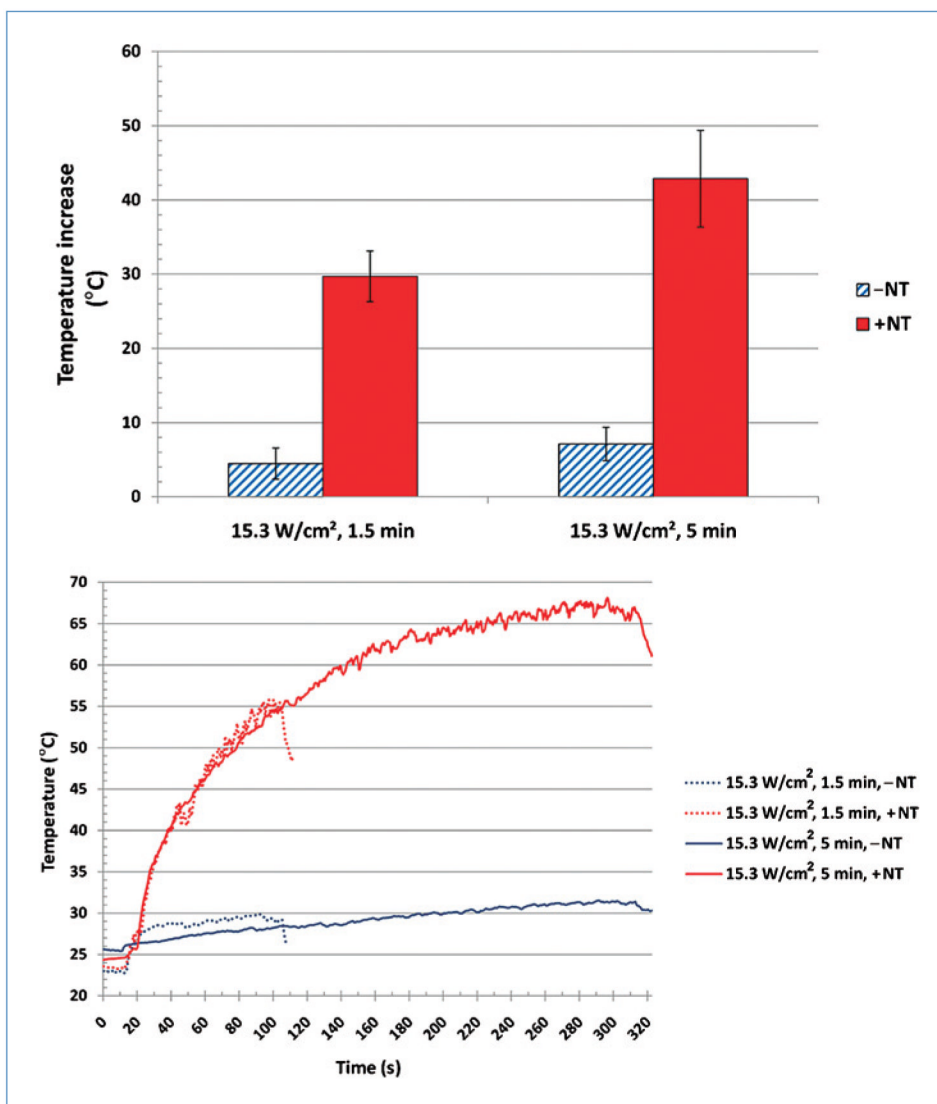 60
50
40
30
20
10
0
Temperature increase
(°C)
15.3 W/cm², 1.5 min
15.3 W/cm², 5 min
–NT
+NT
70
65
60
55
50
45
40
35
30
25
20
Temperature (°C)
0 20 40 60 80 100 120 140 160 180 200 220 240 260 280 300 320
Time (s)
15.3 W/cm², 1.5 min, –NT
15.3 W/cm², 1.5 min, +NT
15.3 W/cm², 5 min, –NT
15.3 W/cm², 5 min, +NT